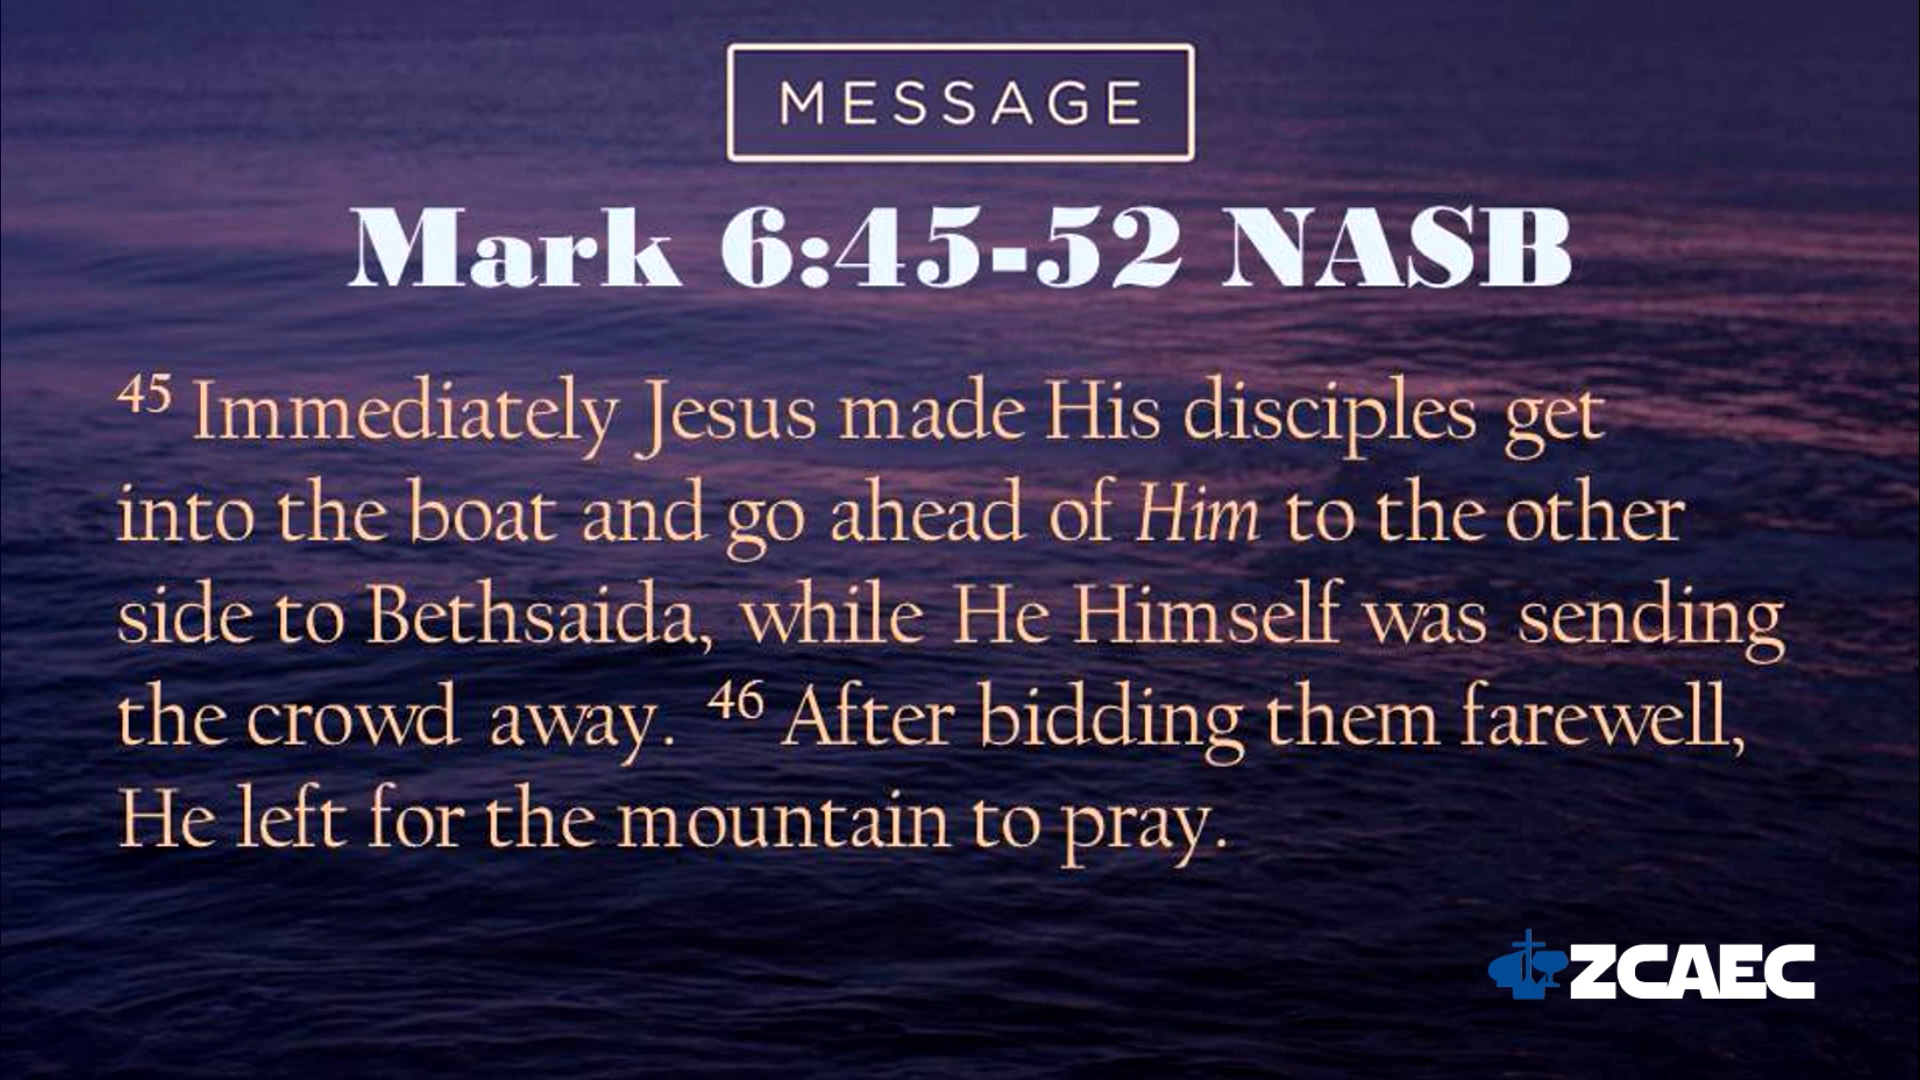 MESSAGE
Mark 6:45-52 NASB
45 Immediately Jesus made His disciples get
into the boat and go ahead of Him to the other
side to Bethsaida, while He Himself was sending
the crowd away. 46 After bidding them farewell,
He left for the mountain to pray.
ZCAEC